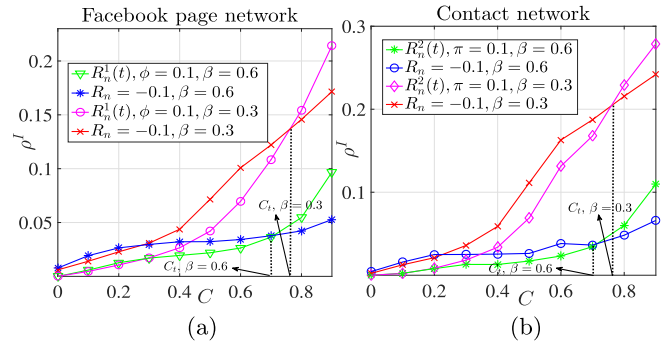 Facebook page network
ρ^I
0.2
0.15
0.1
0.05
R_n^1(t), ϕ = 0.1, β = 0.6
R_n = −0.1, β = 0.6
R_n^1(t), ϕ = 0.1, β = 0.3
R_n = −0.1, β = 0.3
C_t, β = 0.3
C_t, β = 0.6
0 0.2 0.4 0.6 0.8
C
(a)
Contact network
ρ^I
0.3
0.2
0.1
R_n^2(t), π = 0.1, β = 0.6
R_n = −0.1, β = 0.6
R_n^2(t), π = 0.1, β = 0.3
R_n = −0.1, β = 0.3
C_t, β = 0.3
C_t, β = 0.6
0 0.2 0.4 0.6 0.8
C
(b)